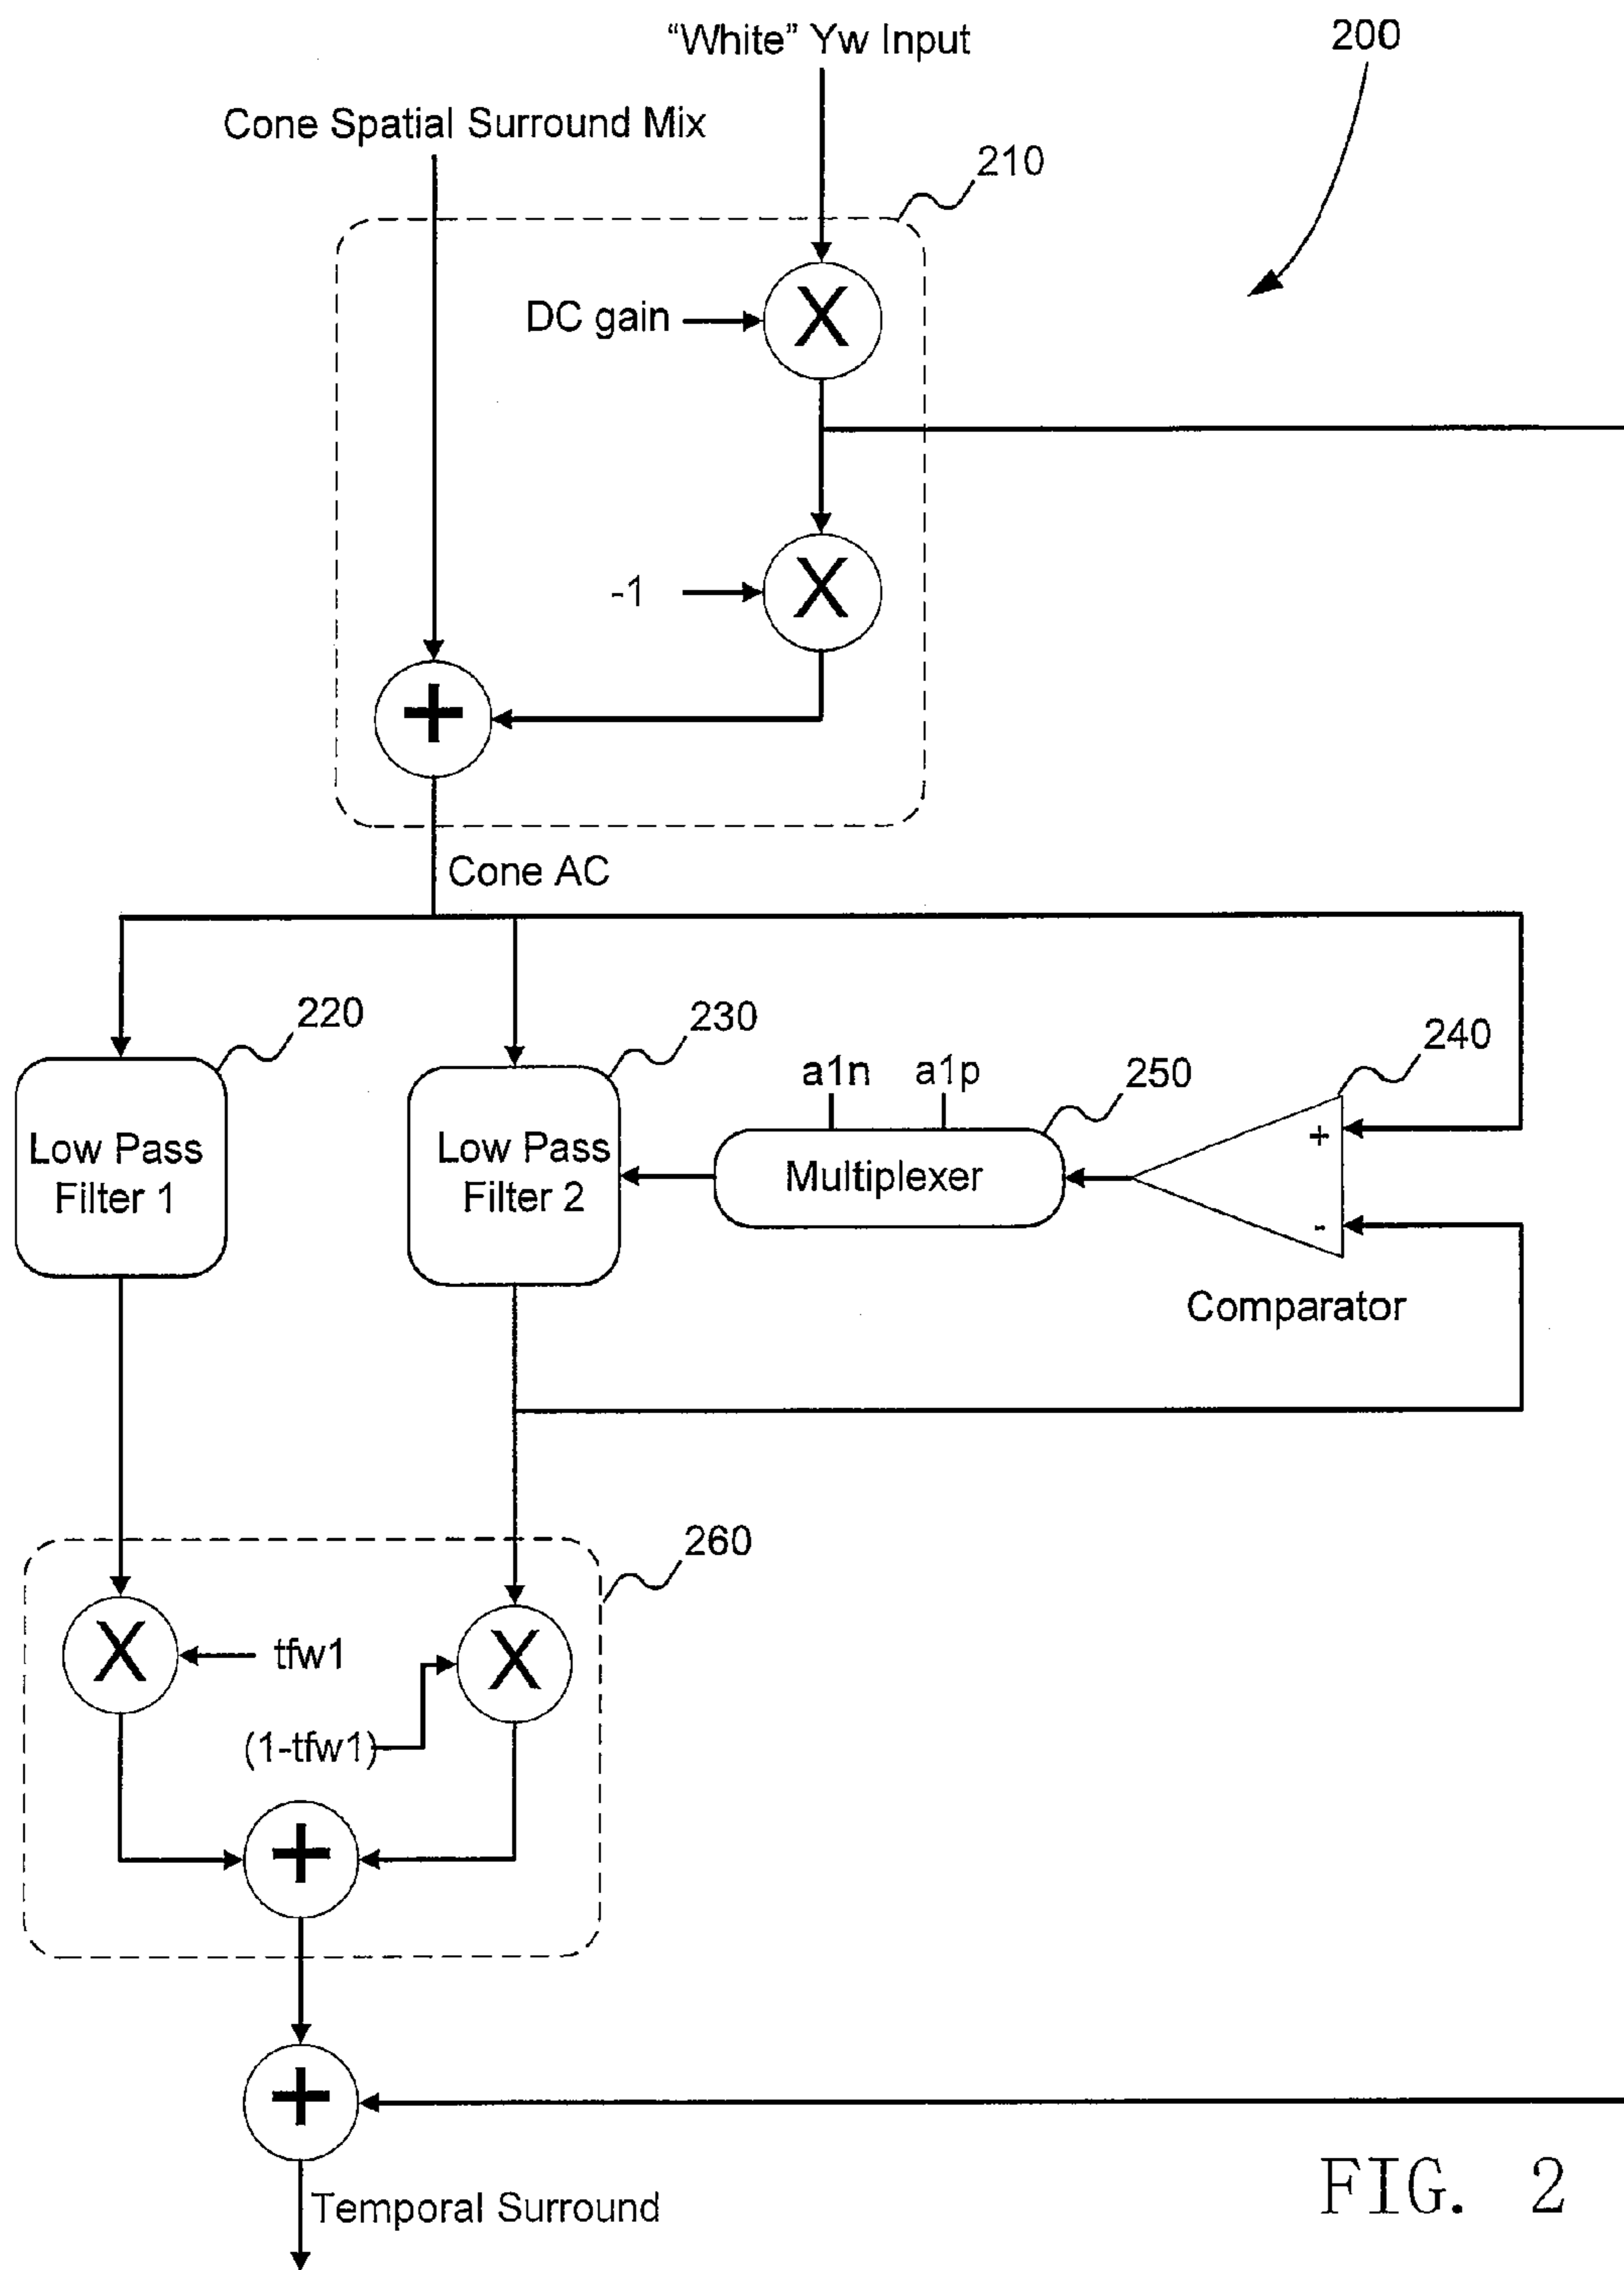 “White” Yw Input
200
Cone Spatial Surround Mix
210
DC gain
X
-1
X
+
Cone AC
220
230
240
a1n a1p
250
Low Pass
Filter 1
Low Pass
Filter 2
Multiplexer
+
-
Comparator
260
X
tfw1
X
(1-tfw1)
+
+
Temporal Surround
FIG. 2